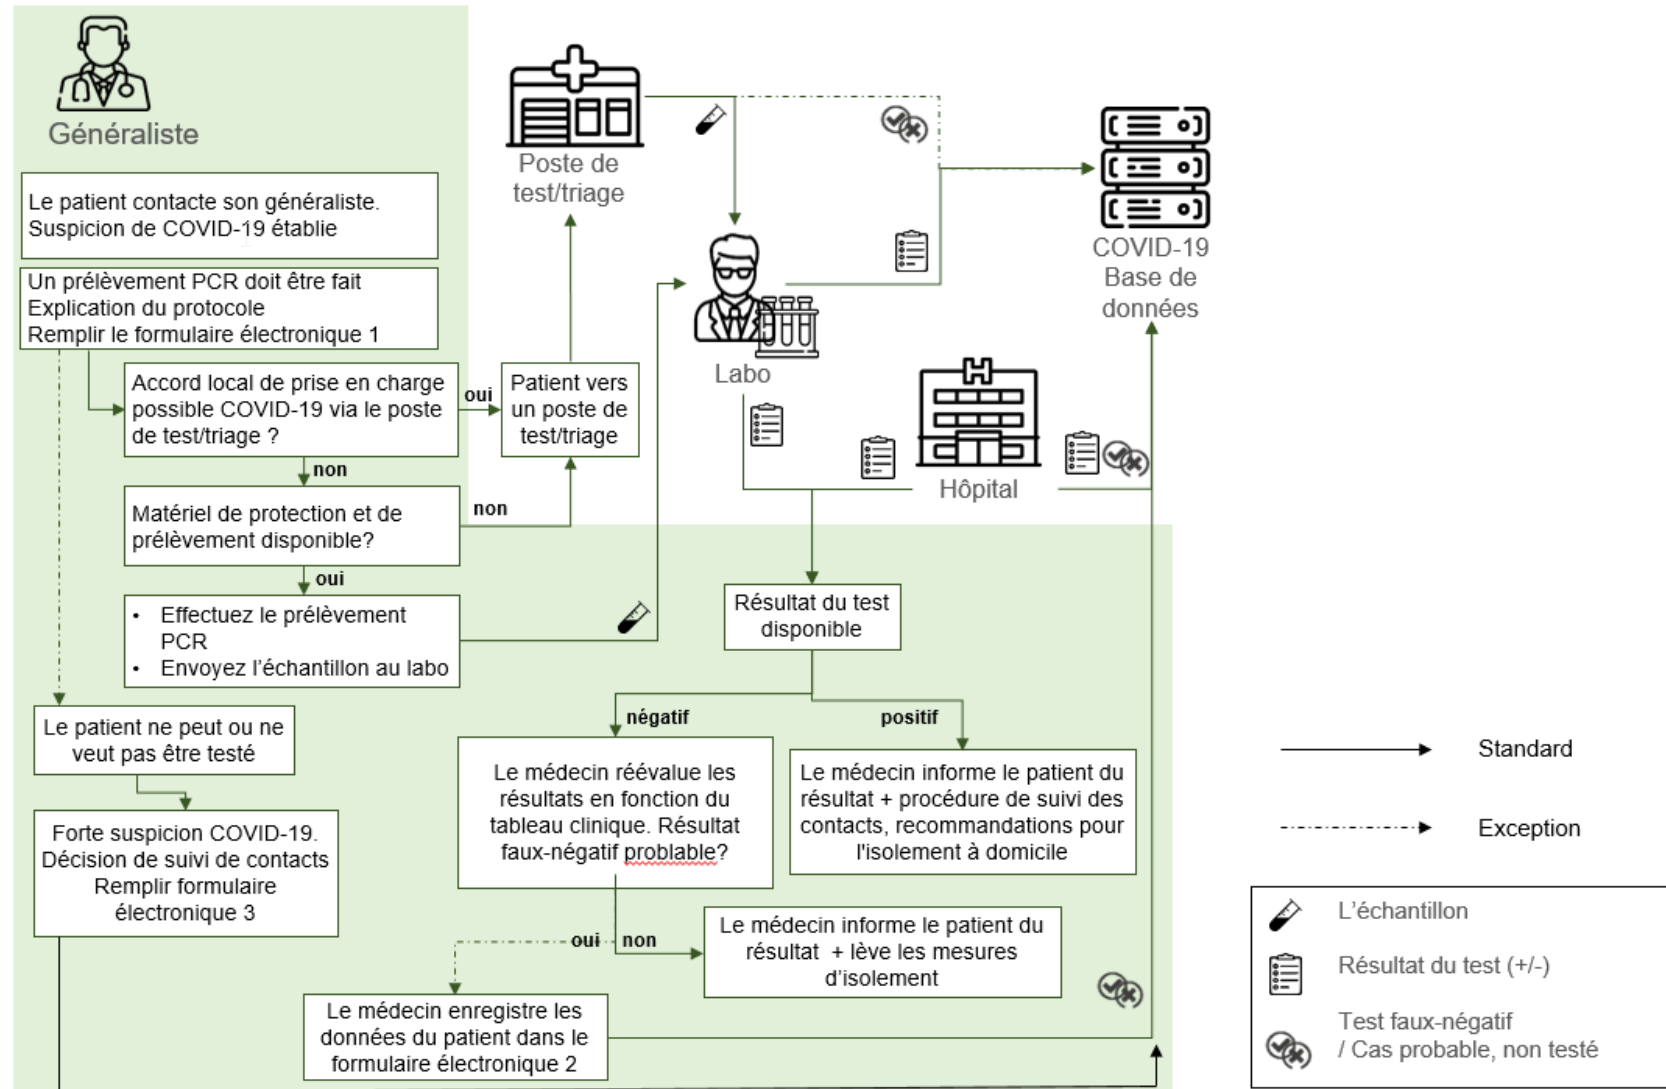 Généraliste
Le patient contacte son généraliste.
Suspicion de COVID-19 établie
Un prélèvement PCR doit être fait
Explication du protocole
Remplir le formulaire électronique 1
Accord local de prise en charge
possible COVID-19 via le poste
de test/triage ?
oui
Patient vers
un poste de
test/triage
non
Matériel de protection et de
prélèvement disponible?
non
oui
• Effectuez le prélèvement
PCR
• Envoyez l'échantillon au labo
Le patient ne peut ou ne
veut pas être testé
Forte suspicion COVID-19.
Décision de suivi de contacts
Remplir formulaire
électronique 3
Poste de
test/triage
Labo
COVID-19
Base de
données
H
Hôpital
Résultat du test
disponible
négatif
positif
Le médecin réévalue les
résultats en fonction du
tableau clinique. Résultat
faux-négatif problable?
Le médecin informe le patient du
résultat + procédure de suivi des
contacts, recommandations pour
l'isolement à domicile
oui
non
Le médecin informe le patient du
résultat + lève les mesures
d'isolement
Le médecin enregistre les
données du patient dans le
formulaire électronique 2
Standard
Exception
L'échantillon
Résultat du test (+/-)
Test faux-négatif
/ Cas probable, non testé